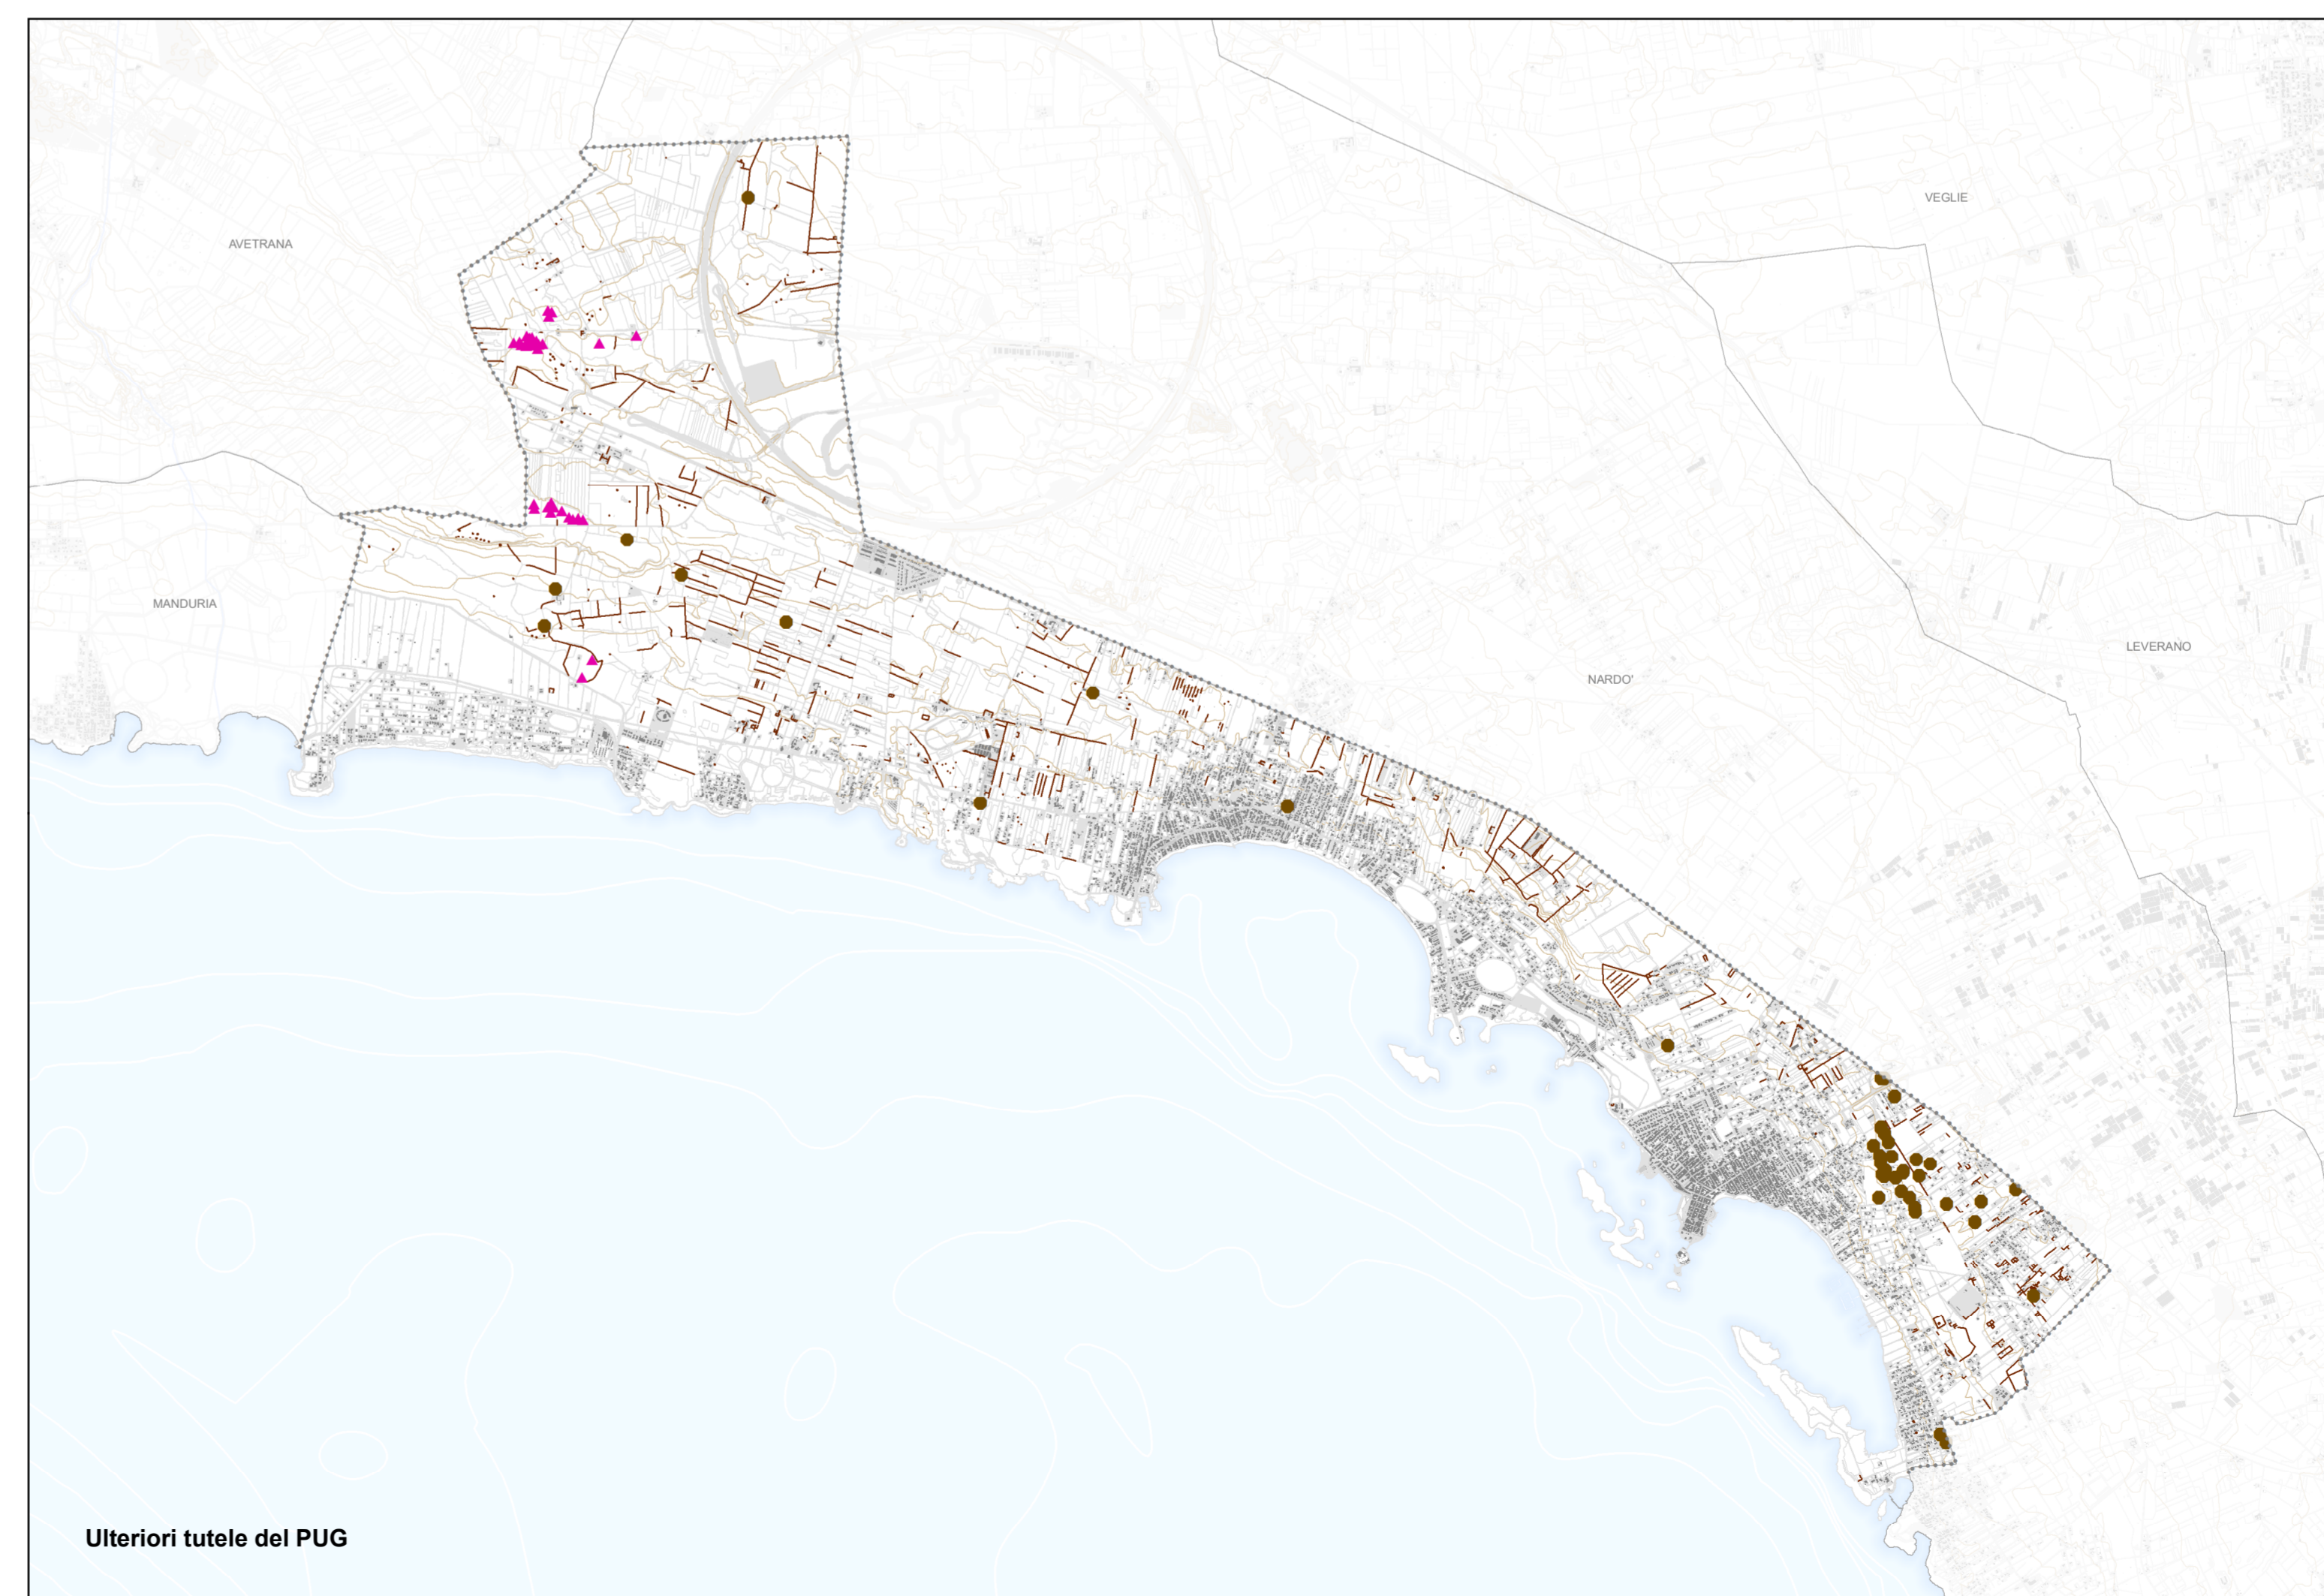 VEGLIE
AVETRANA
MANDURIA
LEVERANO
NARDO'
Ulteriori tutele del PUG